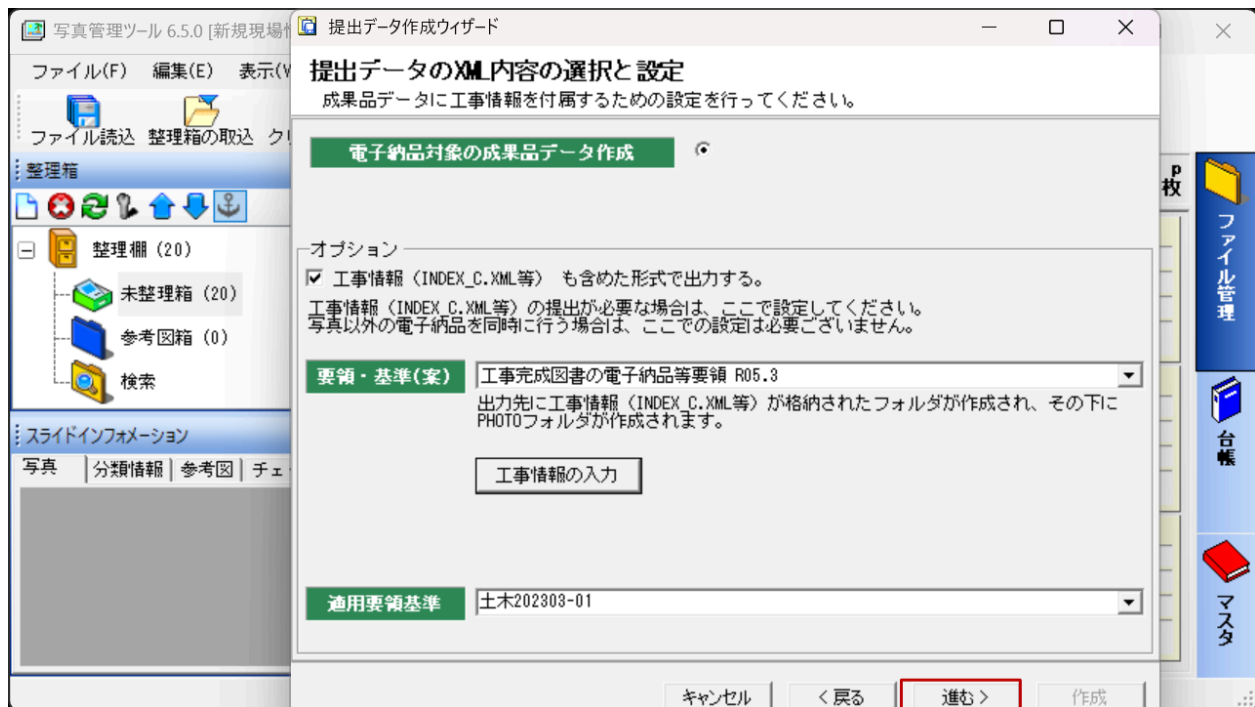 写真管理ツール 6.5.0 [新規現場
ファイル(F) 編集(E) 表示(V
ファイル読込 整理箱の取込 クリ
整理箱
整理棚 (20)
未整理箱 (20)
参考図箱 (0)
検索
スライドインフォメーション
写真 分類情報 参考図 チェ
提出データ作成ウィザード
提出データのXML内容の選択と設定
成果品データに工事情報を付属するための設定を行ってください。
電子納品対象の成果品データ作成
オプション
工事情報（INDEX_C.XML等） も含めた形式で出力する。
工事情報（INDEX_C.XML等）の提出が必要な場合は、ここで設定してください。
写真以外の電子納品を同時に行う場合は、ここでの設定は必要ございません。
要領・基準(案) 工事完成図書の電子納品等要領 R05.3
出力先に工事情報（INDEX_C.XML等）が格納されたフォルダが作成され、その下に
PHOTOフォルダが作成されます。
工事情報の入力
適用要領基準 土木202303-01
キャンセル < 戻る 進む > 作成
p
枚
ファイル管理
台帳
マスタ